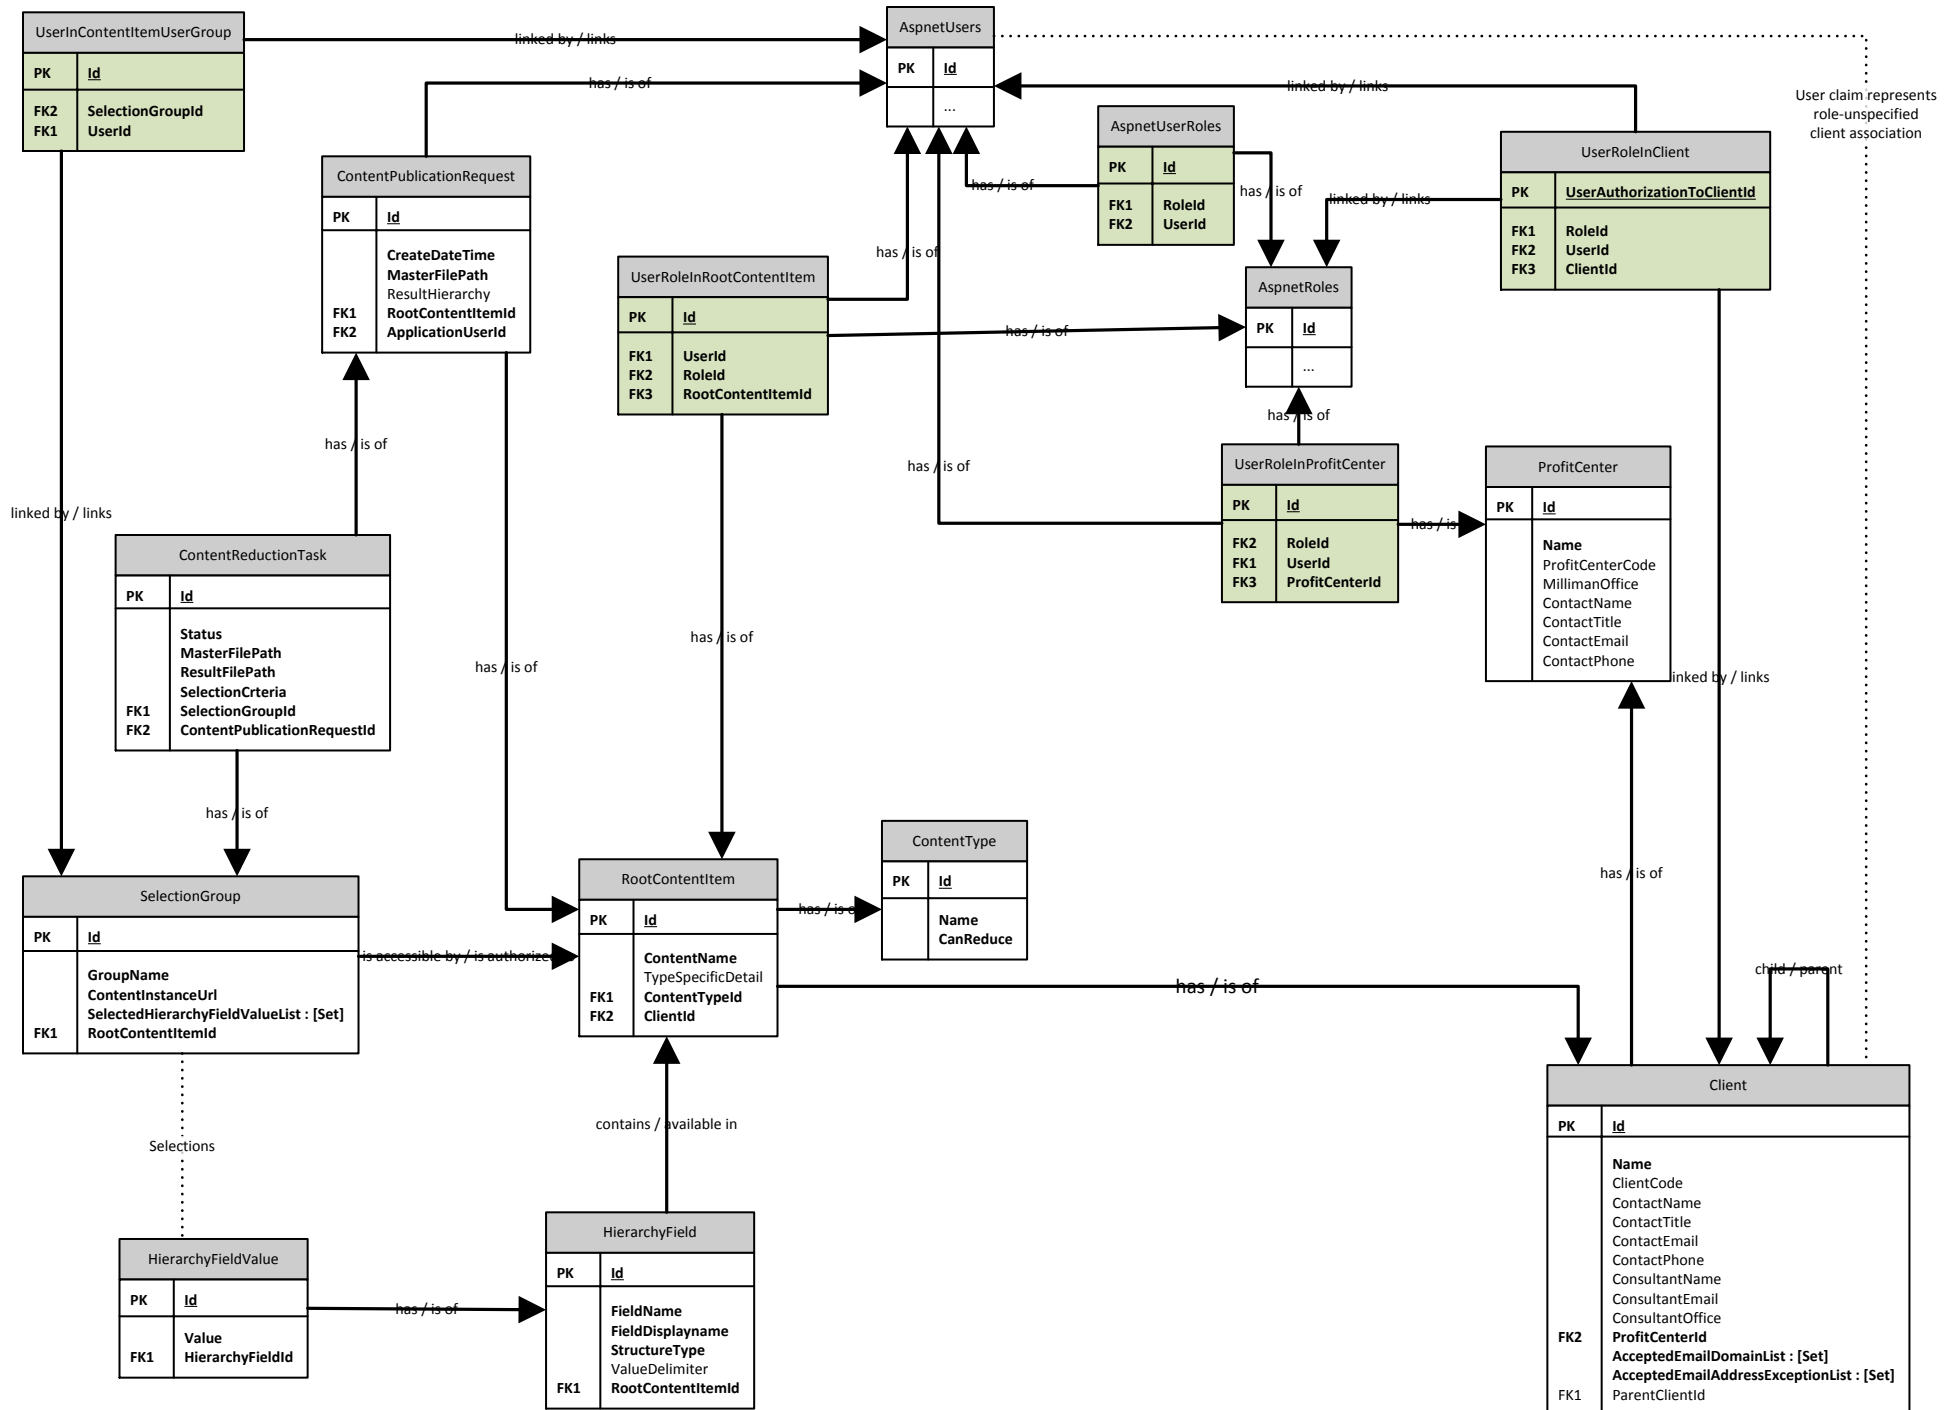 UserInContentItemUserGroup
PK Id
FK2 SelectionGroupId
FK1 UserId
linked by / links
AspnetUsers
PK Id
...
has / is of
linked by / links
User claim represents
role-unspecified
client association
ContentPublicationRequest
PK Id
CreateDateTime
MasterFilePath
ResultHierarchy
FK1 RootContentItemId
FK2 ApplicationUserId
AspnetUserRoles
PK Id
FK1 RoleId
FK2 UserId
has / is of
has / is of
linked by / links
UserRoleInClient
PK UserAuthorizationToClientId
FK1 RoleId
FK2 UserId
FK3 ClientId
has / is of
UserRoleInRootContentItem
PK Id
FK1 UserId
FK2 RoleId
FK3 RootContentItemId
has / is of
AspnetRoles
PK Id
...
has / is of
has / is of
has / is of
UserRoleInProfitCenter
PK Id
FK2 RoleId
FK1 UserId
FK3 ProfitCenterId
has / is
ProfitCenter
PK Id
Name
ProfitCenterCode
MillimanOffice
ContactName
ContactTitle
ContactEmail
ContactPhone
linked by / links
ContentReductionTask
PK Id
Status
MasterFilePath
ResultFilePath
SelectionCrteria
FK1 SelectionGroupId
FK2 ContentPublicationRequestId
has / is of
has / is of
inked by / links
has / is of
SelectionGroup
PK Id
GroupName
ContentInstanceUrl
SelectedHierarchyFieldValueList : [Set]
FK1 RootContentItemId
is accessible by / is authorized
RootContentItem
PK Id
ContentName
TypeSpecificDetail
FK1 ContentTypeId
FK2 ClientId
has / is o
ContentType
PK Id
Name
CanReduce
has / is of
has / is of
child / parent
Selections
contains / available in
HierarchyFieldValue
PK Id
Value
FK1 HierarchyFieldId
has / is of
HierarchyField
PK Id
FieldName
FieldDisplayname
StructureType
ValueDelimiter
FK1 RootContentItemId
Client
PK Id
Name
ClientCode
ContactName
ContactTitle
ContactEmail
ContactPhone
ConsultantName
ConsultantEmail
ConsultantOffice
FK2 ProfitCenterId
AcceptedEmailDomainList : [Set]
AcceptedEmailAddressExceptionList : [Set]
FK1 ParentClientId